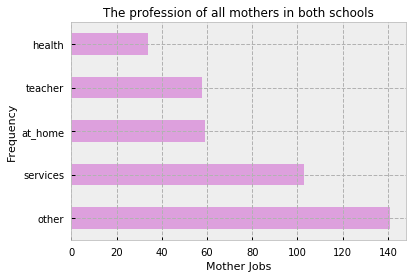 The profession of all mothers in both schools
health
teacher
at_home
services
other
Frequency
0 20 40 60 80 100 120 140
Mother Jobs